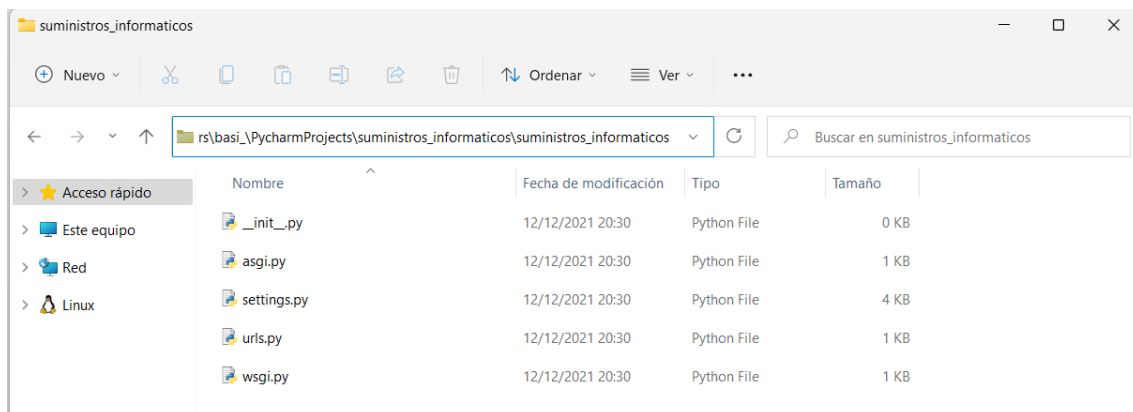 suministros_informaticos
Nuevo Ordenar Ver
rs\basi_\PycharmProjects\suministros_informaticos\suministros_informaticos Buscar en suministros_informaticos
Acceso rápido
Este equipo
Red
Linux
Nombre Fecha de modificación Tipo Tamaño
__init__.py 12/12/2021 20:30 Python File 0 KB
asgi.py 12/12/2021 20:30 Python File 1 KB
settings.py 12/12/2021 20:30 Python File 4 KB
urls.py 12/12/2021 20:30 Python File 1 KB
wsgi.py 12/12/2021 20:30 Python File 1 KB